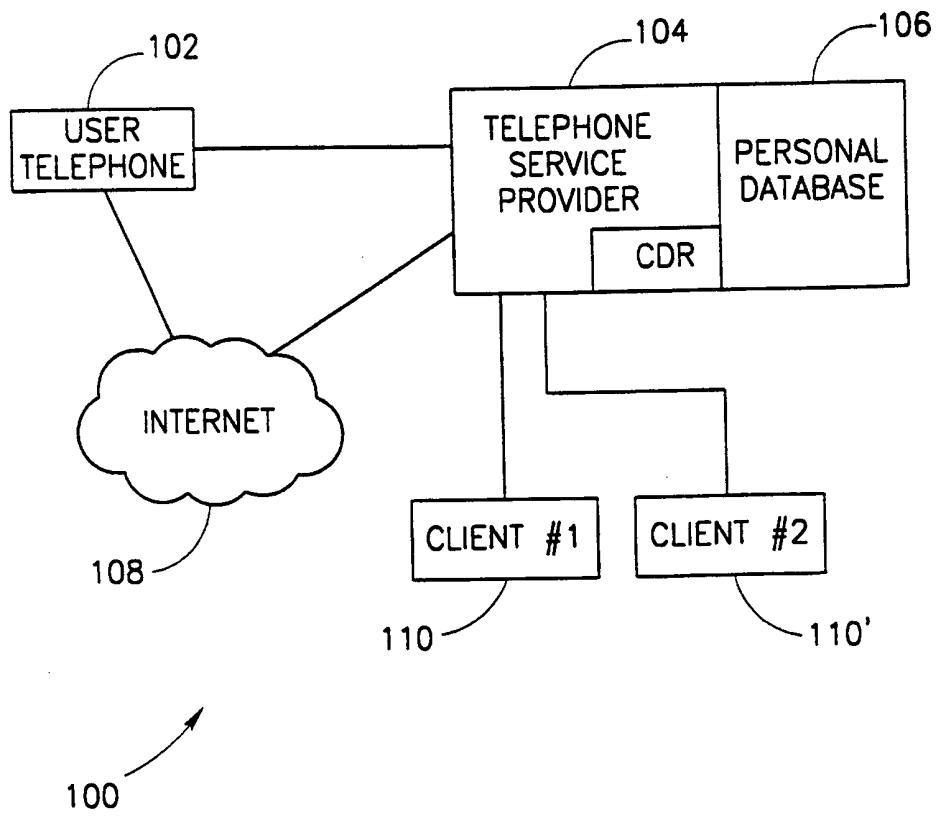 102
104
106
USER
TELEPHONE
TELEPHONE
SERVICE
PROVIDER
PERSONAL
DATABASE
CDR
INTERNET
CLIENT #1
CLIENT #2
108
110
110'
100